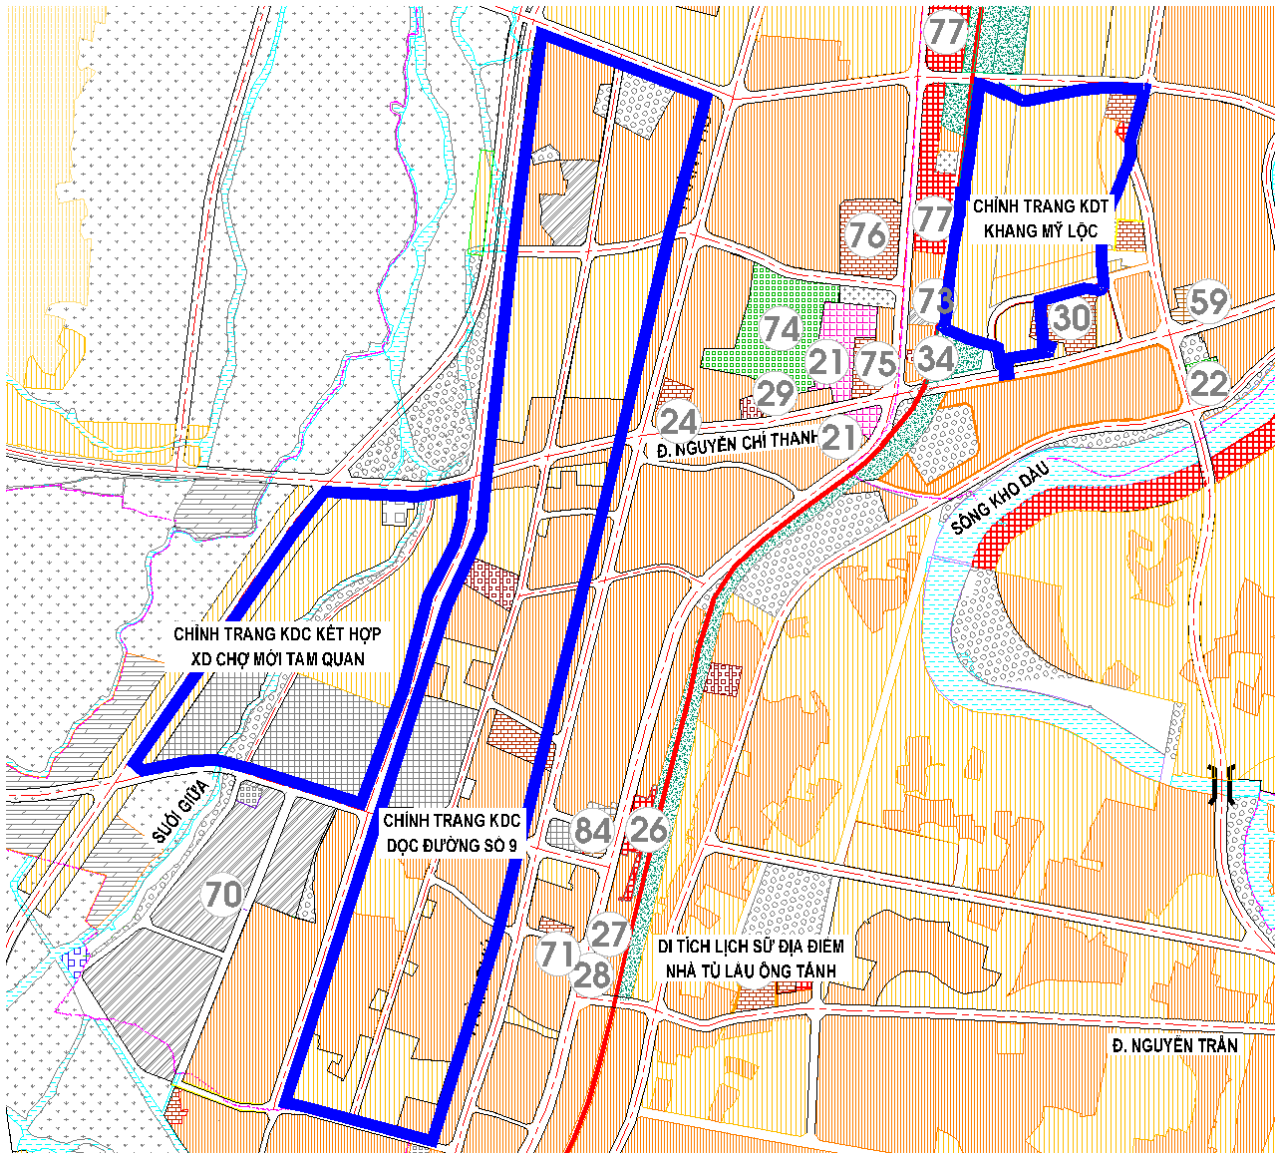 77
CHỈNH TRANG KDT
KHANG MỸ LỘC
77
76
73
59
30
74
21
75
34
29
22
24
21
Đ. NGUYỄN CHÍ THANH
SÔNG KHO DẦU
CHỈNH TRANG KDC KẾT HỢP
XD CHỢ MỚI TAM QUAN
SUỐI GIỮA
CHỈNH TRANG KDC
DỌC ĐƯỜNG SỐ 9
84
26
70
27
71
28
DI TÍCH LỊCH SỬ ĐỊA ĐIỂM
NHÀ TÙ LẦU ÔNG TÁNH
Đ. NGUYỄN TRÂN